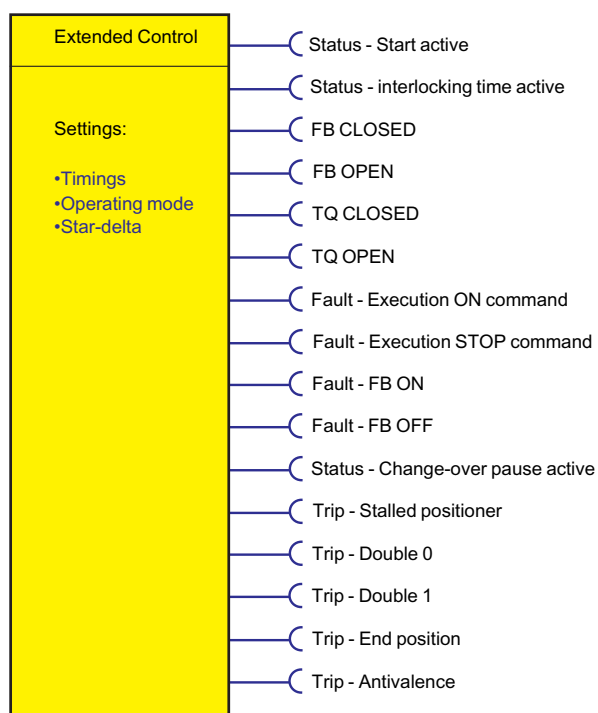 Extended Control
Settings:
•Timings
•Operating mode
•Star-delta
Status - Start active
Status - interlocking time active
FB CLOSED
FB OPEN
TQ CLOSED
TQ OPEN
Fault - Execution ON command
Fault - Execution STOP command
Fault - FB ON
Fault - FB OFF
Status - Change-over pause active
Trip - Stalled positioner
Trip - Double 0
Trip - Double 1
Trip - End position
Trip - Antivalence